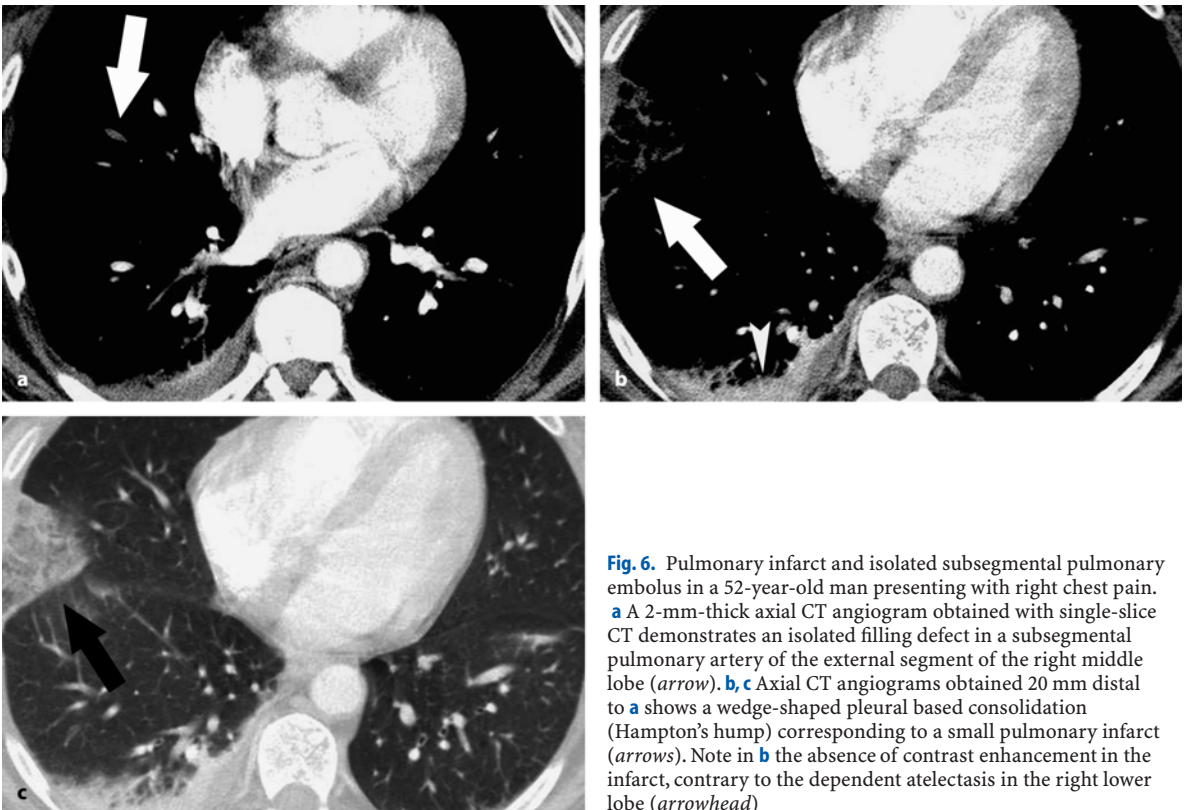 a
b
c
Fig. 6. Pulmonary infarct and isolated subsegmental pulmonary
embolus in a 52-year-old man presenting with right chest pain.
a A 2-mm-thick axial CT angiogram obtained with single-slice
CT demonstrates an isolated filling defect in a subsegmental
pulmonary artery of the external segment of the right middle
lobe (arrow). b, c Axial CT angiograms obtained 20 mm distal
to a shows a wedge-shaped pleural based consolidation
(Hampton's hump) corresponding to a small pulmonary infarct
(arrows). Note in b the absence of contrast enhancement in the
infarct, contrary to the dependent atelectasis in the right lower
lobe (arrowhead)